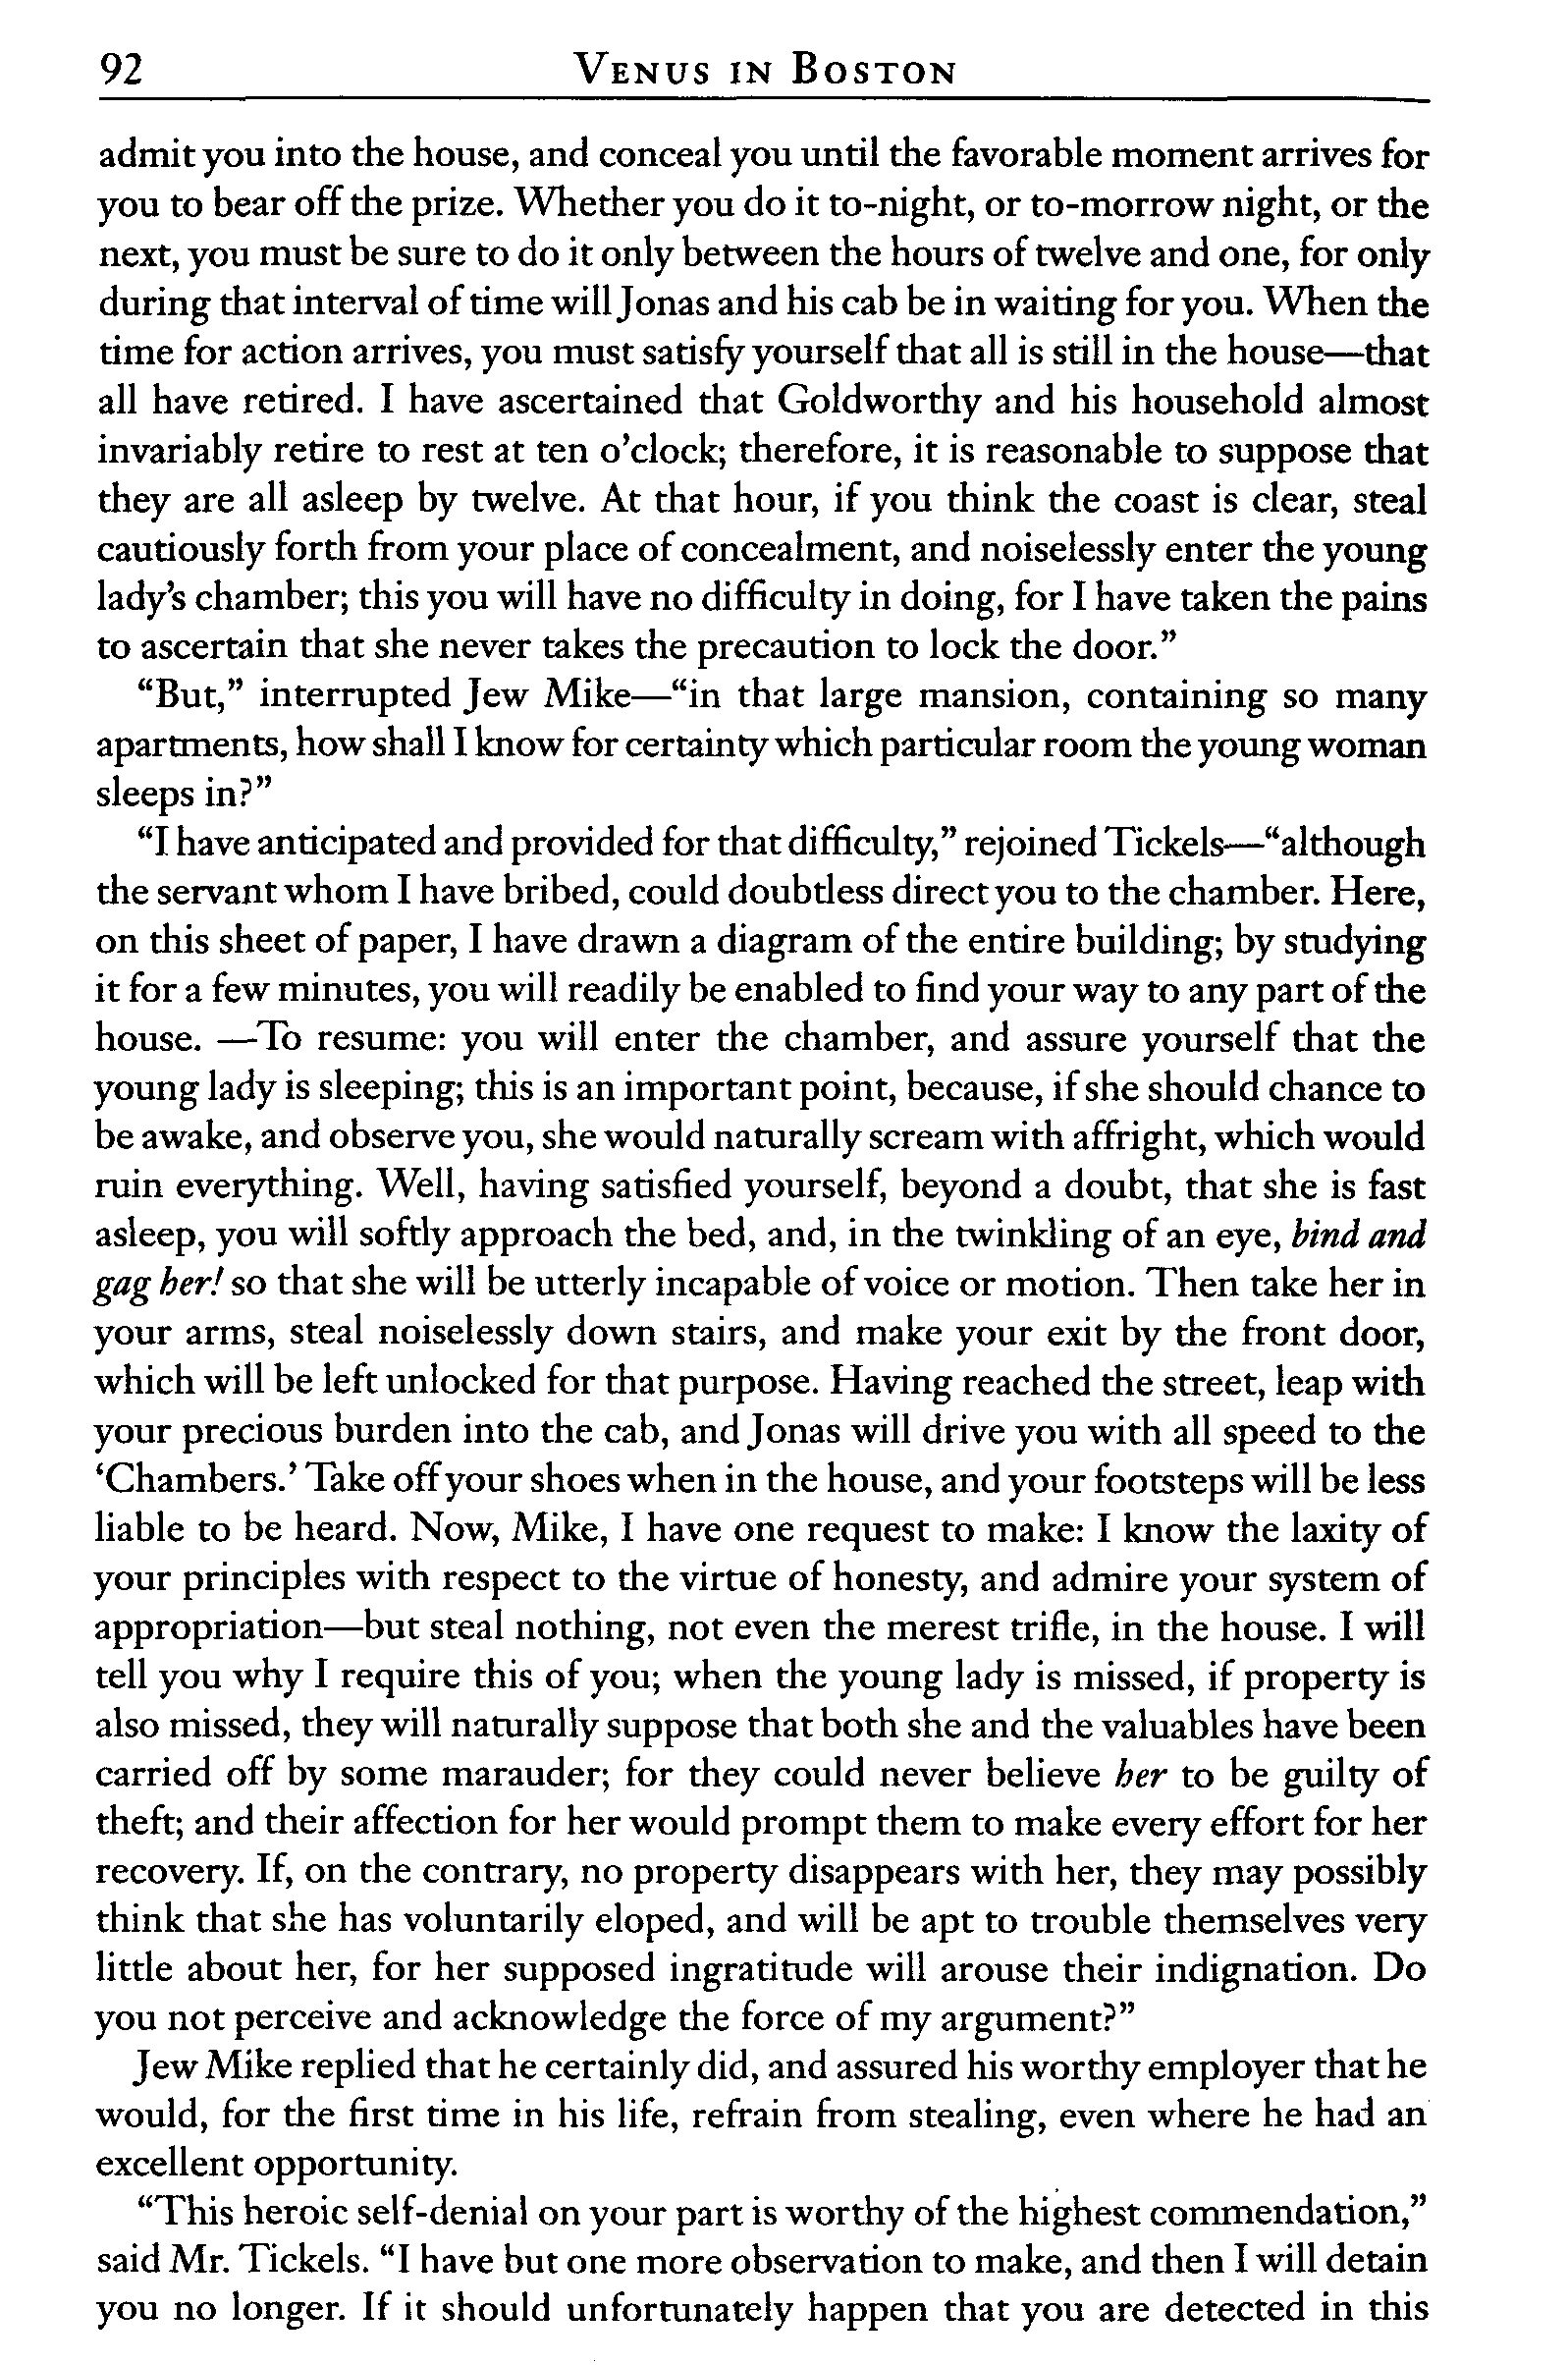 92 VENUS IN BOSTON
admit you into the house, and conceal you until the favorable moment arrives for
you to bear off the prize. Whether you do it to-night, or to-morrow night, or the
next, you must be sure to do it only between the hours of twelve and one, for only
during that interval of time will Jonas and his cab be in waiting for you. When the
time for action arrives, you must satisfy yourself that all is still in the house—that
all have retired. I have ascertained that Goldworthy and his household almost
invariably retire to rest at ten o’clock; therefore, it is reasonable to suppose that
they are all asleep by twelve. At that hour, if you think the coast is clear, steal
cautiously forth from your place of concealment, and noiselessly enter the young
lady’s chamber; this you will have no difficulty in doing, for I have taken the pains
to ascertain that she never takes the precaution to lock the door.”
“But,” interrupted Jew Mike—“in that large mansion, containing so many
apartments, how shall I know for certainty which particular room the young woman
sleeps in?”
“I have anticipated and provided for that difficulty,” rejoined Tickels—“although
the servant whom I have bribed, could doubtless direct you to the chamber. Here,
on this sheet of paper, I have drawn a diagram of the entire building; by studying
it for a few minutes, you will readily be enabled to find your way to any part of the
house. —To resume: you will enter the chamber, and assure yourself that the
young lady is sleeping; this is an important point, because, if she should chance to
be awake, and observe you, she would naturally scream with affright, which would
ruin everything. Well, having satisfied yourself, beyond a doubt, that she is fast
asleep, you will softly approach the bed, and, in the twinkling of an eye, bind and
gag her! so that she will be utterly incapable of voice or motion. Then take her in
your arms, steal noiselessly down stairs, and make your exit by the front door,
which will be left unlocked for that purpose. Having reached the street, leap with
your precious burden into the cab, and Jonas will drive you with all speed to the
‘Chambers.’ Take off your shoes when in the house, and your footsteps will be less
liable to be heard. Now, Mike, I have one request to make: I know the laxity of
your principles with respect to the virtue of honesty, and admire your system of
appropriation—but steal nothing, not even the merest trifle, in the house. I will
tell you why I require this of you; when the young lady is missed, if property is
also missed, they will naturally suppose that both she and the valuables have been
carried off by some marauder; for they could never believe her to be guilty of
theft; and their affection for her would prompt them to make every effort for her
recovery. If, on the contrary, no property disappears with her, they may possibly
think that she has voluntarily eloped, and will be apt to trouble themselves very
little about her, for her supposed ingratitude will arouse their indignation. Do
you not perceive and acknowledge the force of my argument?”
Jew Mike replied that he certainly did, and assured his worthy employer that he
would, for the first time in his life, refrain from stealing, even where he had an
excellent opportunity.
“This heroic self-denial on your part is worthy of the highest commendation,”
said Mr. Tickels. “I have but one more observation to make, and then I will detain
you no longer. If it should unfortunately happen that you are detected in this